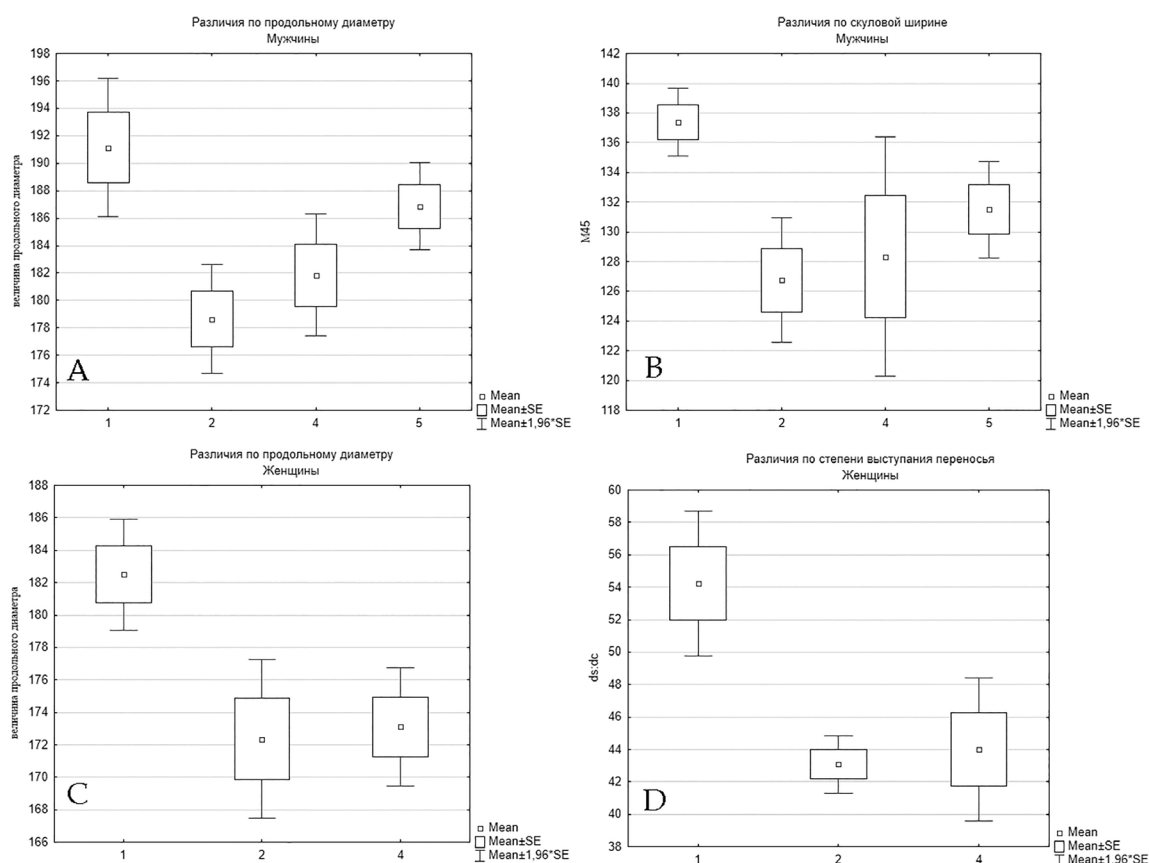 Различия по продольному диаметру
Мужчины
198
196
194
192
190
188
186
184
182
180
178
176
174
172
величина продольного диаметра
A
1 2 4 5
Mean
Mean±SE
Mean±1,96*SE
Различия по скуловой ширине
Мужчины
142
140
138
136
134
132
130
128
126
124
122
120
118
M45
B
1 2 4 5
Mean
Mean±SE
Mean±1,96*SE
Различия по продольному диаметру
Женщины
188
186
184
182
180
178
176
174
172
170
168
166
величина продольного диаметра
C
1 2 4
Mean
Mean±SE
Mean±1,96*SE
Различия по степени выступания переносья
Женщины
60
58
56
54
52
50
48
46
44
42
40
38
ds:dc
D
1 2 4
Mean
Mean±SE
Mean±1,96*SE